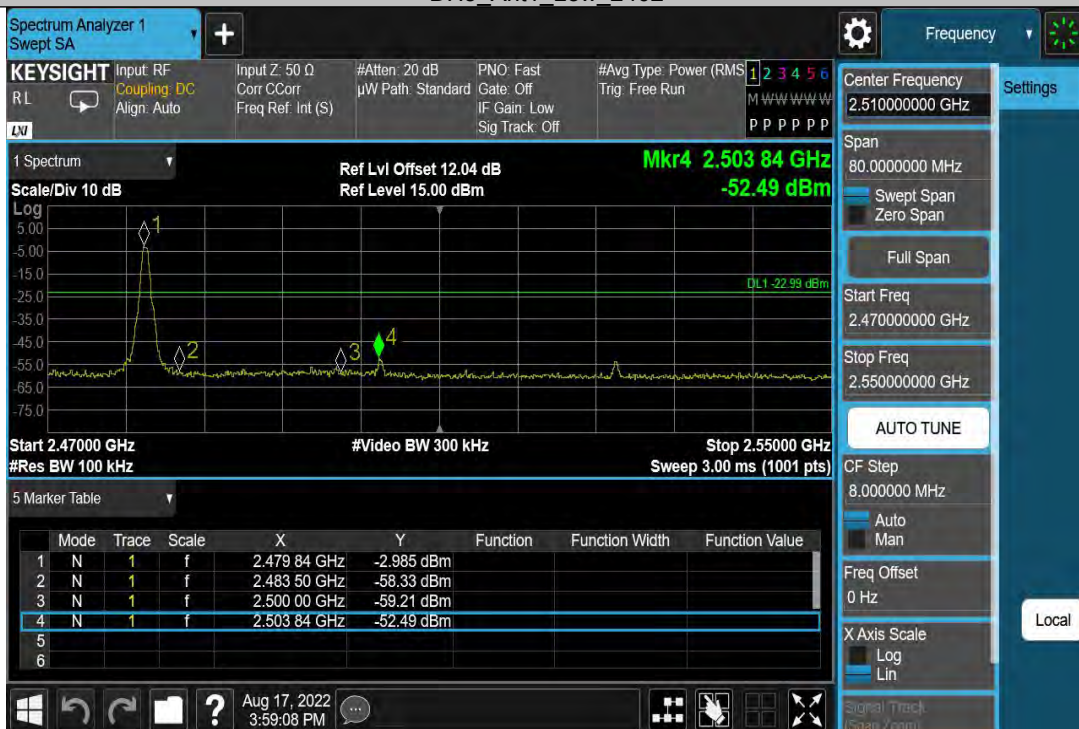 Spectrum Analyzer 1
Swept SA
+
Frequency
KEYSIGHT
RL
LXI
Input: RF
Coupling: DC
Align: Auto
Input Z: 50 Ω
Corr CCorr
Freq Ref: Int (S)
#Atten: 20 dB
µW Path: Standard
PNO: Fast
Gate: Off
IF Gain: Low
Sig Track: Off
#Avg Type: Power (RMS
Trig: Free Run
1 2 3 4 5 6
M W W W W W
P P P P P P
1 Spectrum
Scale/Div 10 dB
Ref Lvl Offset 12.04 dB
Ref Level 15.00 dBm
Mkr4 2.503 84 GHz
-52.49 dBm
Log
5.00
-5.00
-15.0
-25.0
-35.0
-45.0
-55.0
-65.0
-75.0
1
2
3
4
DL1 -22.99 dBm
Start 2.47000 GHz
#Video BW 300 kHz
Stop 2.55000 GHz
#Res BW 100 kHz
Sweep 3.00 ms (1001 pts)
5 Marker Table
Mode Trace Scale X Y Function Function Width Function Value
1 N 1 f 2.479 84 GHz -2.985 dBm
2 N 1 f 2.483 50 GHz -58.33 dBm
3 N 1 f 2.500 00 GHz -59.21 dBm
4 N 1 f 2.503 84 GHz -52.49 dBm
5
6
Aug 17, 2022
3:59:08 PM
?
Center Frequency
2.510000000 GHz
Settings
Span
80.0000000 MHz
Swept Span
Zero Span
Full Span
Start Freq
2.470000000 GHz
Stop Freq
2.550000000 GHz
AUTO TUNE
CF Step
8.000000 MHz
Auto
Man
Freq Offset
0 Hz
Local
X Axis Scale
Log
Lin
Signal Track
(Span Zoom)